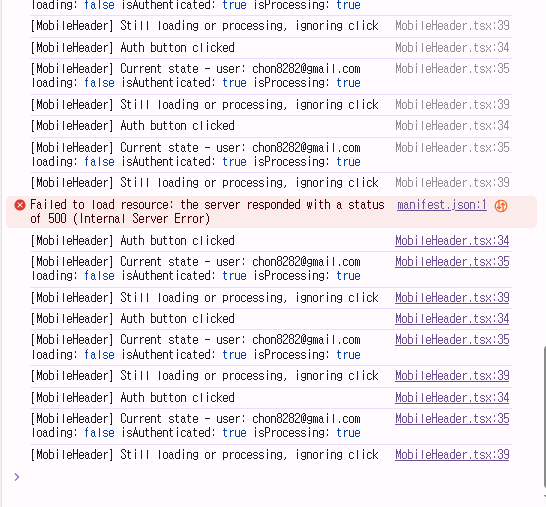 loading: false isAuthenticated: true isProcessing: true
[MobileHeader] Still loading or processing, ignoring click MobileHeader.tsx:39
[MobileHeader] Auth button clicked MobileHeader.tsx:34
[MobileHeader] Current state - user: chon8282@gmail.com MobileHeader.tsx:35
loading: false isAuthenticated: true isProcessing: true
[MobileHeader] Still loading or processing, ignoring click MobileHeader.tsx:39
[MobileHeader] Auth button clicked MobileHeader.tsx:34
[MobileHeader] Current state - user: chon8282@gmail.com MobileHeader.tsx:35
loading: false isAuthenticated: true isProcessing: true
[MobileHeader] Still loading or processing, ignoring click MobileHeader.tsx:39
Failed to load resource: the server responded with a status manifest.json:1
of 500 (Internal Server Error)
[MobileHeader] Auth button clicked MobileHeader.tsx:34
[MobileHeader] Current state - user: chon8282@gmail.com MobileHeader.tsx:35
loading: false isAuthenticated: true isProcessing: true
[MobileHeader] Still loading or processing, ignoring click MobileHeader.tsx:39
[MobileHeader] Auth button clicked MobileHeader.tsx:34
[MobileHeader] Current state - user: chon8282@gmail.com MobileHeader.tsx:35
loading: false isAuthenticated: true isProcessing: true
[MobileHeader] Still loading or processing, ignoring click MobileHeader.tsx:39
[MobileHeader] Auth button clicked MobileHeader.tsx:34
[MobileHeader] Current state - user: chon8282@gmail.com MobileHeader.tsx:35
loading: false isAuthenticated: true isProcessing: true
[MobileHeader] Still loading or processing, ignoring click MobileHeader.tsx:39